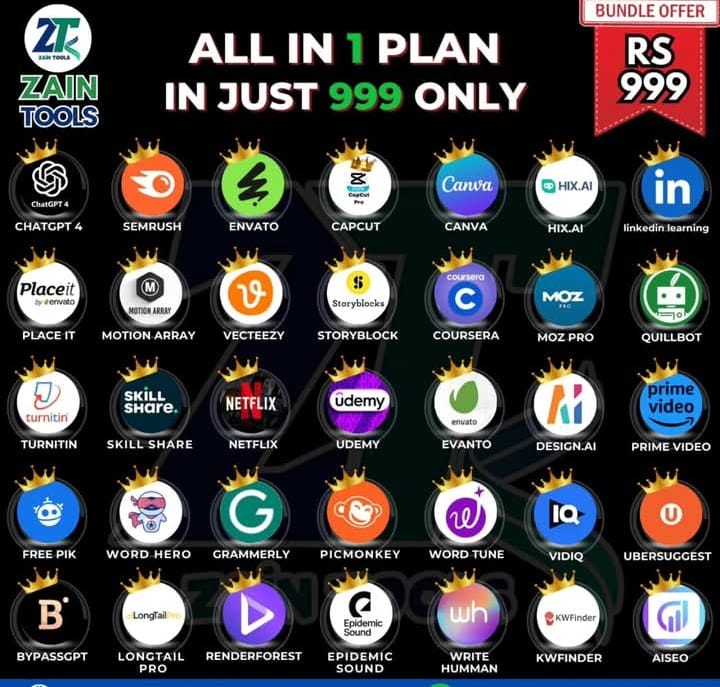 ZT
ZAIN TOOLS
ZAIN
TOOLS
ALL IN 1 PLAN
IN JUST 999 ONLY
BUNDLE OFFER
RS
999
ChatGPT 4
CapCut
Pro
Canva
HIX.AI
in
CHATGPT 4
SEMRUSH
ENVATO
CAPCUT
CANVA
HIX.AI
linkedin learning
Placeit
by envato
M
MOTION ARRAY
S
Storyblocks
coursera
C
MOZ
PRO
PLACE IT
MOTION ARRAY
VECTEEZY
STORYBLOCK
COURSERA
MOZ PRO
QUILLBOT
turnitin
SKILL
share.
NETFLIX
ûdemy
envato
prime
video
TURNITIN
SKILL SHARE
NETFLIX
UDEMY
EVANTO
DESIGN.AI
PRIME VIDEO
G
w
IQ
U
FREE PIK
WORD HERO
GRAMMERLY
PICMONKEY
WORD TUNE
VIDIQ
UBERSUGGEST
B
LongTailPro
Epidemic
Sound
wh
KWFinder
BYPASSGPT
LONGTAIL
PRO
RENDERFOREST
EPIDEMIC
SOUND
WRITE
HUMMAN
KWFINDER
AISEO
ZAIN TOOLS